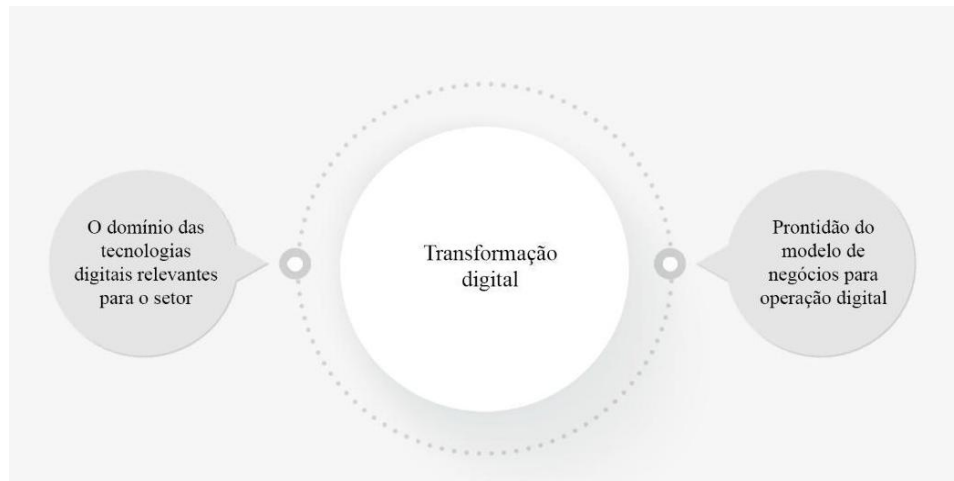 O domínio das
tecnologias
digitais relevantes
para o setor
Transformação
digital
Prontidão do
modelo de
negócios para
operação digital